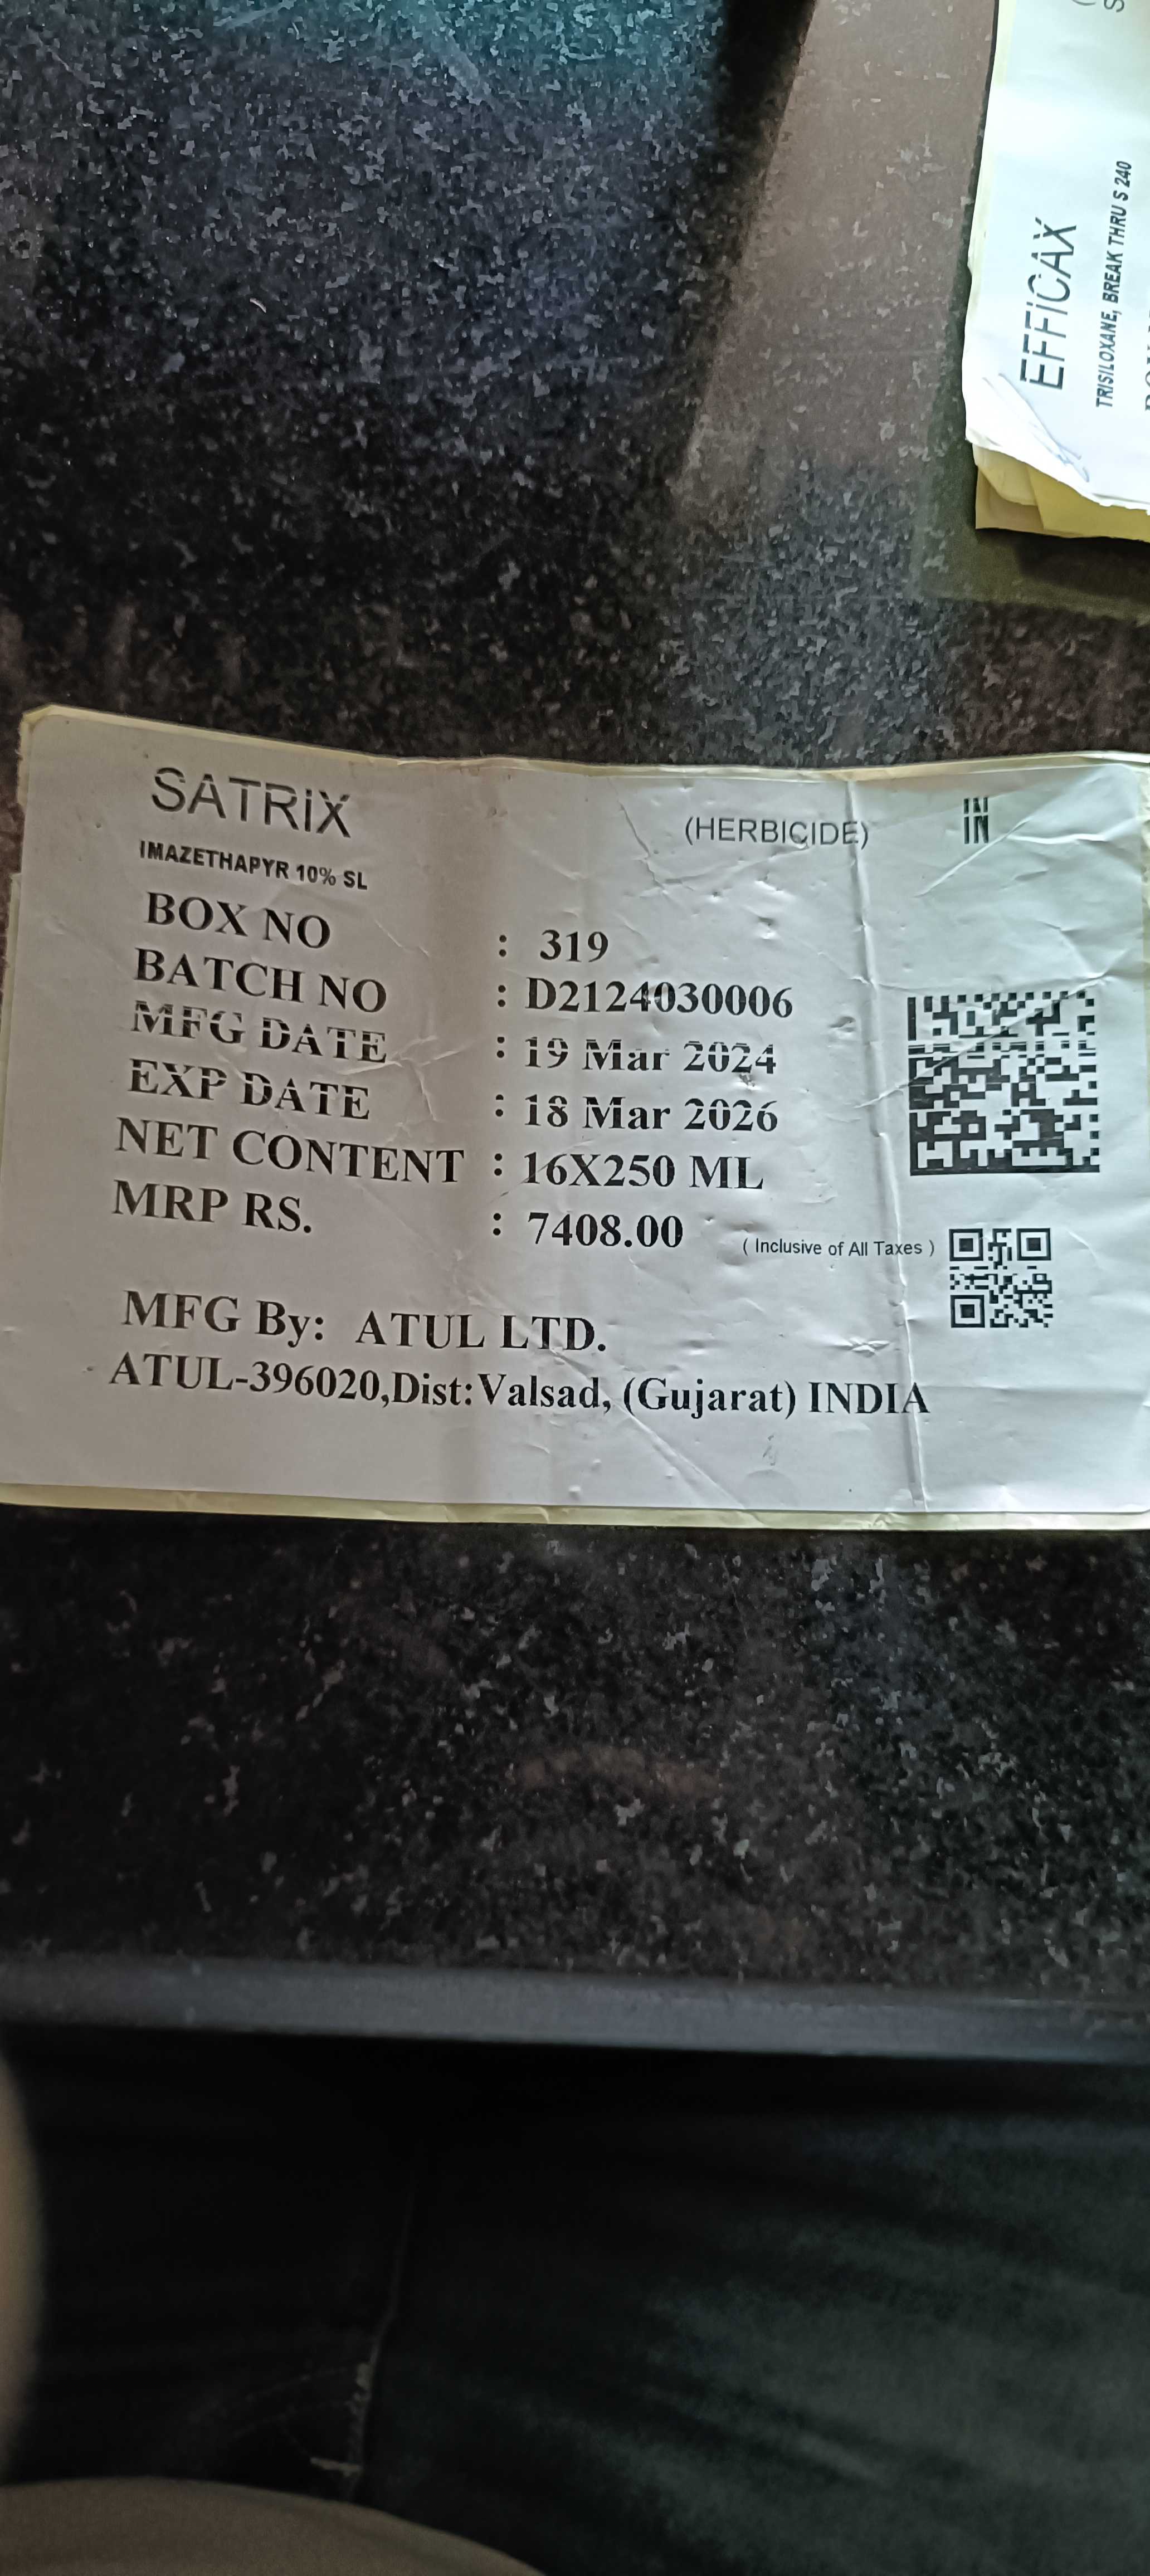 EFFiCAX
TRISILOXANE, BREAK THRU S 240
SATRiX
(HERBICIDE)
IN
IMAZETHAPYR 10% SL
BOX NO : 319
BATCH NO : D2124030006
MFG DATE : 19 Mar 2024
EXP DATE : 18 Mar 2026
NET CONTENT : 16X250 ML
MRP RS. : 7408.00 ( Inclusive of All Taxes )
MFG By: ATUL LTD.
ATUL-396020,Dist:Valsad, (Gujarat) INDIA